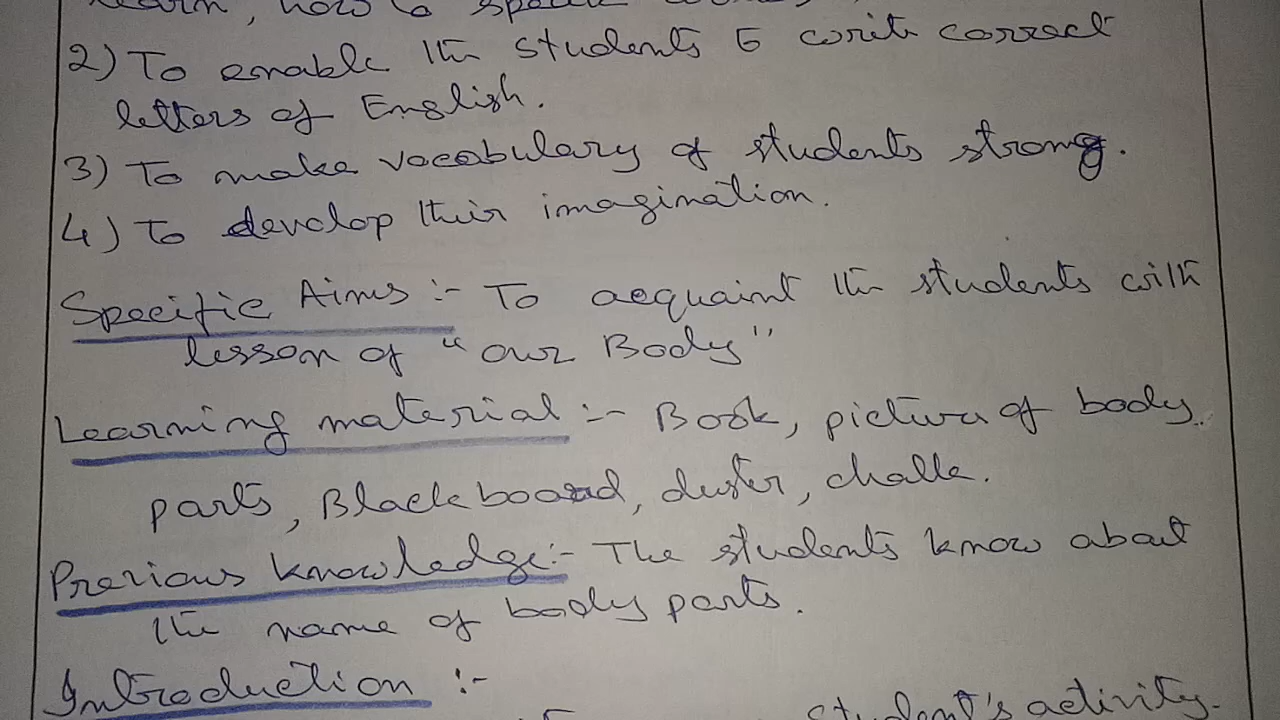 learn, how to
2) To enable the students to write correct
letters of English.
3) To make vocabulary of students strong.
4) To develop their imagination.
Specific Aims :- To acquaint the students with
lesson of "our Body"
Learning material :- Book, picture of body
parts, Blackboard, duster, chalk.
Previous knowledge:- The students know about
the name of body parts.
Introduction :-
student's activity.